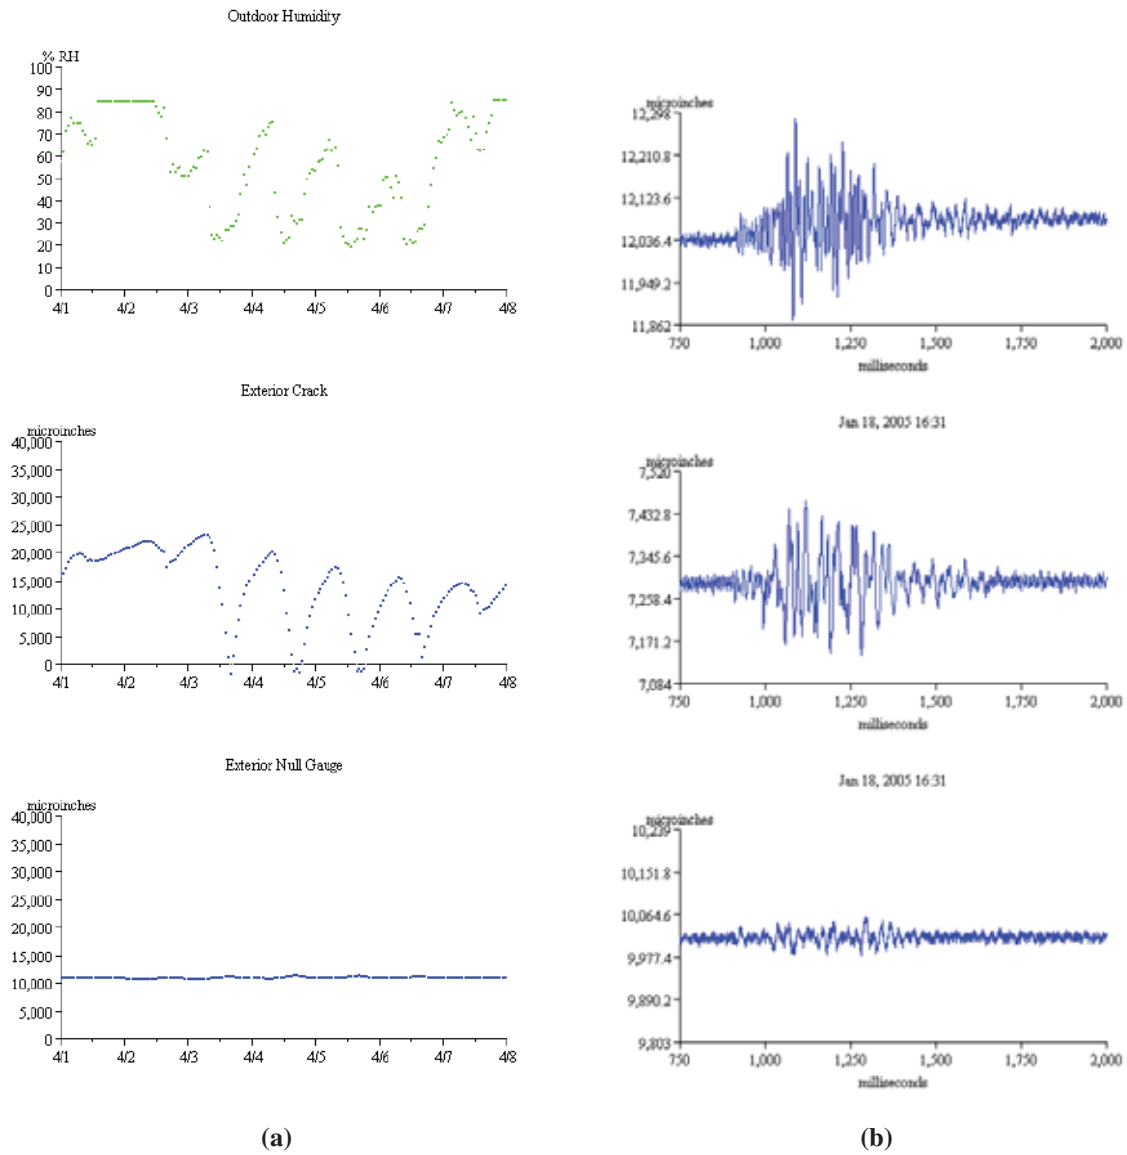 Outdoor Humidity
% RH
100
90
80
70
60
50
40
30
20
10
0
4/1 4/2 4/3 4/4 4/5 4/6 4/7 4/8
Exterior Crack
microinches
40,000
35,000
30,000
25,000
20,000
15,000
10,000
5,000
0
4/1 4/2 4/3 4/4 4/5 4/6 4/7 4/8
Exterior Null Gauge
microinches
40,000
35,000
30,000
25,000
20,000
15,000
10,000
5,000
0
4/1 4/2 4/3 4/4 4/5 4/6 4/7 4/8
(a)
microinches
12,298
12,210.8
12,123.6
12,036.4
11,949.2
11,862
750 1,000 1,250 1,500 1,750 2,000
milliseconds
Jan 18, 2005 16:31
microinches
7,520
7,432.8
7,345.6
7,258.4
7,171.2
7,084
750 1,000 1,250 1,500 1,750 2,000
milliseconds
Jan 18, 2005 16:31
microinches
10,239
10,151.8
10,064.6
9,977.4
9,890.2
9,803
750 1,000 1,250 1,500 1,750 2,000
milliseconds
(b)